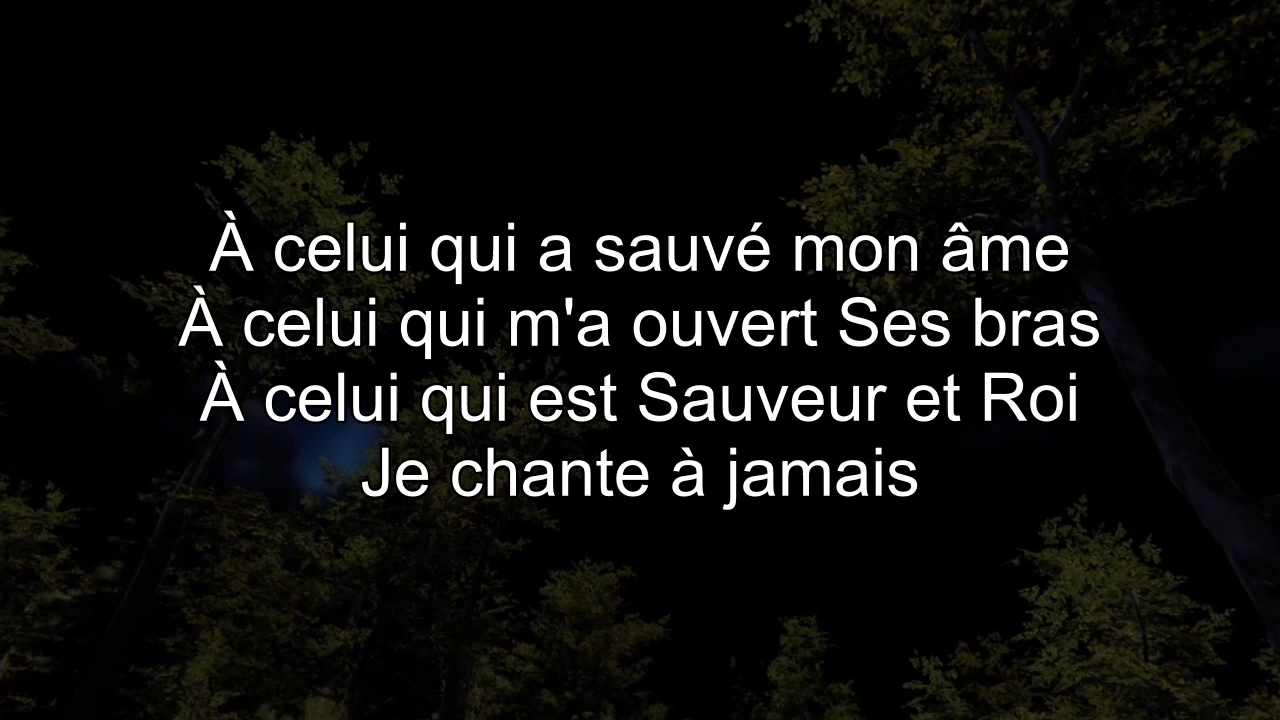 À celui qui a sauvé mon âme
À celui qui m'a ouvert Ses bras
À celui qui est Sauveur et Roi
Je chante à jamais